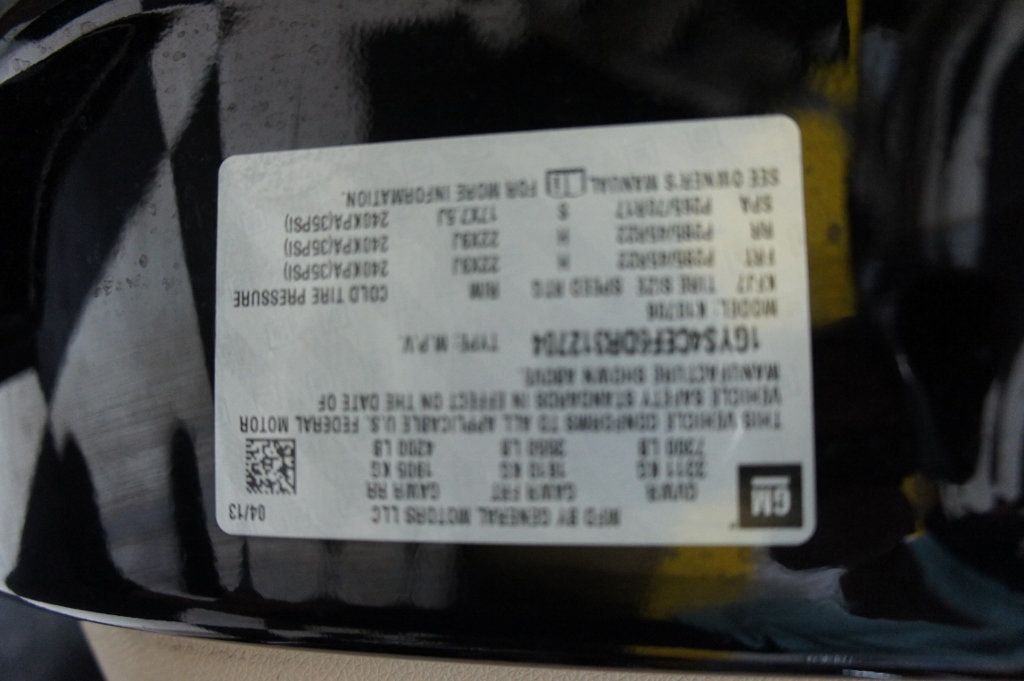 MFD BY GENERAL MOTORS LLC 04/13
GM
GVWR GAWR FRT GAWR RR
KG KG 1905 KG
7300 LB LB 4200 LB
THIS VEHICLE CONFORMS TO ALL APPLICABLE U.S. FEDERAL MOTOR
VEHICLE SAFETY STANDARDS IN EFFECT ON THE DATE OF
MANUFACTURE SHOWN ABOVE.
1GYS4CEF6DR312704 TYPE: M.P.V.
MODEL: K10706
KFJ7 TIRE SIZE SPEED RTG RIM COLD TIRE PRESSURE
FRT P285/45R22 H 22X9J 240KPA(35PSI)
RR P285/45R22 H 22X9J 240KPA(35PSI)
SPA P265/70R17 S 17X7.5J 240KPA(35PSI)
SEE OWNER'S MANUAL FOR MORE INFORMATION.